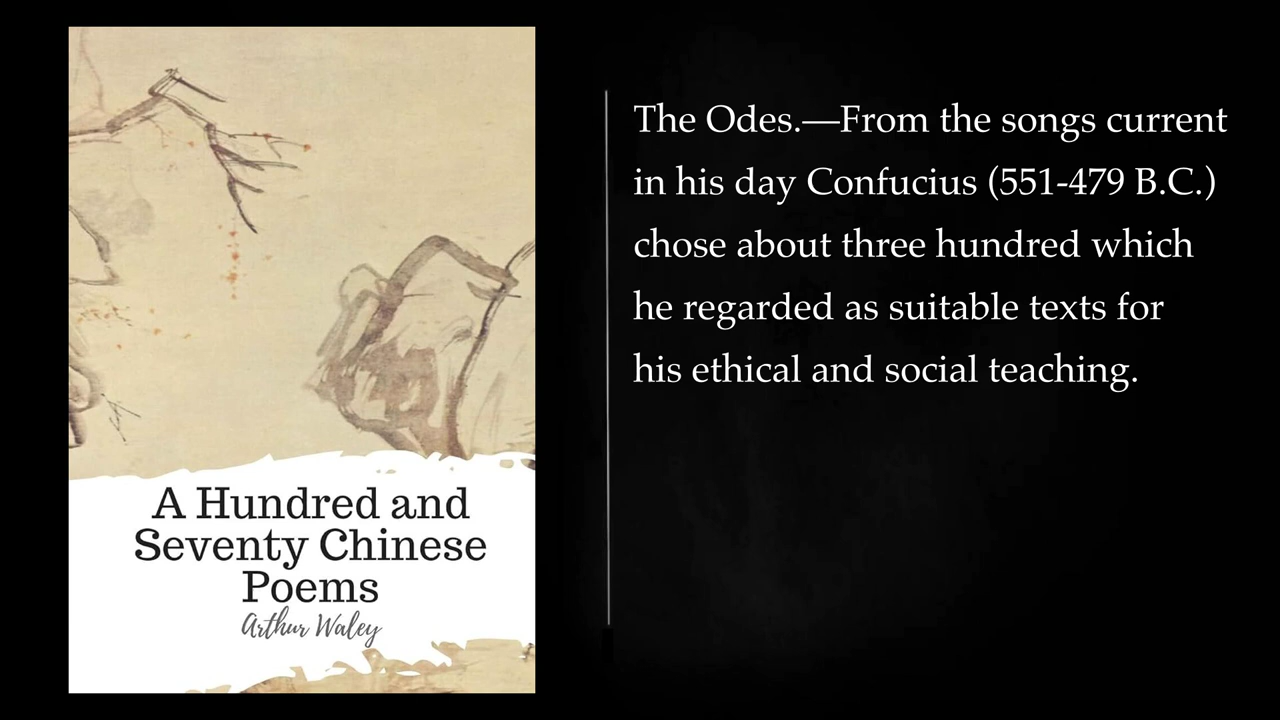 A Hundred and
Seventy Chinese
Poems
Arthur Waley
The Odes.—From the songs current
in his day Confucius (551-479 B.C.)
chose about three hundred which
he regarded as suitable texts for
his ethical and social teaching.